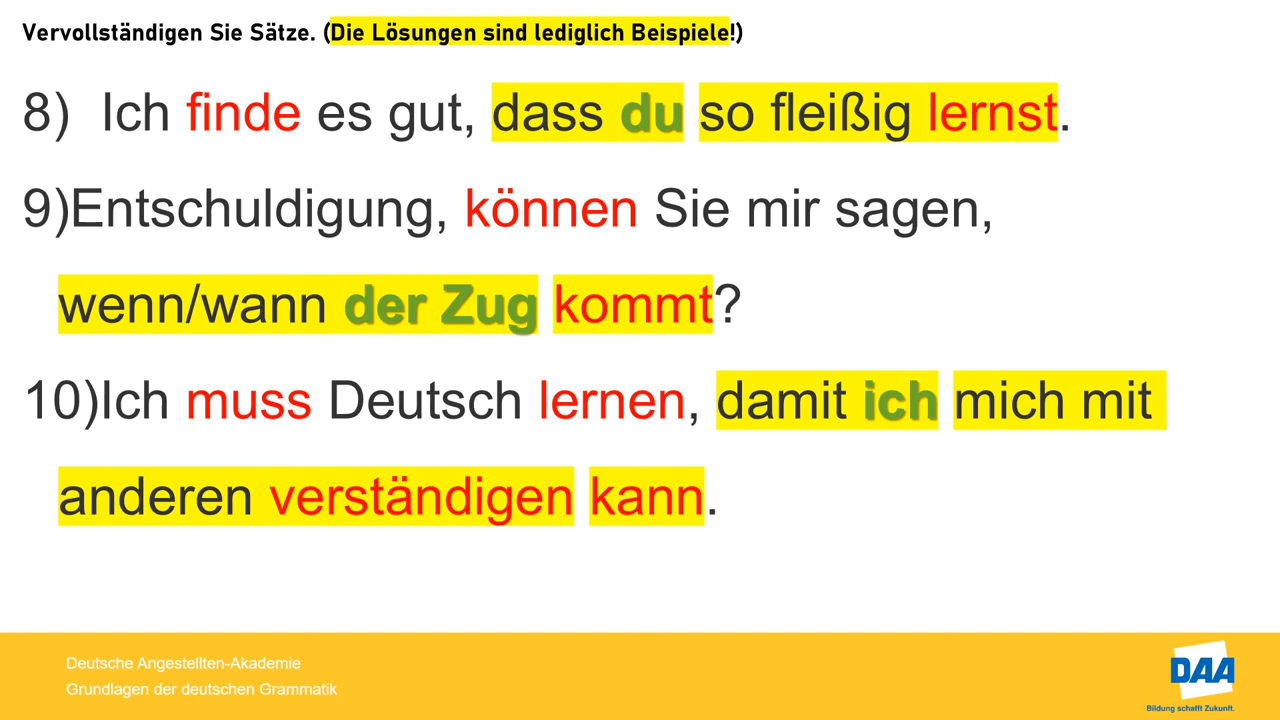 Vervollständigen Sie Sätze. (Die Lösungen sind lediglich Beispiele!)
8) Ich finde es gut, dass du so fleißig lernst.
9)Entschuldigung, können Sie mir sagen,
wenn/wann der Zug kommt?
10)Ich muss Deutsch lernen, damit ich mich mit
anderen verständigen kann.
Deutsche Angestellten-Akademie
Grundlagen der deutschen Grammatik
DAA
Bildung schafft Zukunft.